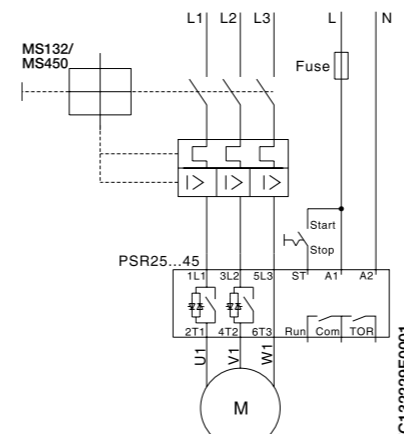 L1 L2 L3 L N
MS132/
MS450
Fuse
I> I> I>
Start
Stop
PSR25...45
1L1 3L2 5L3 ST A1 A2
2T1 4T2 6T3 Run Com TOR
U1 V1 W1
M